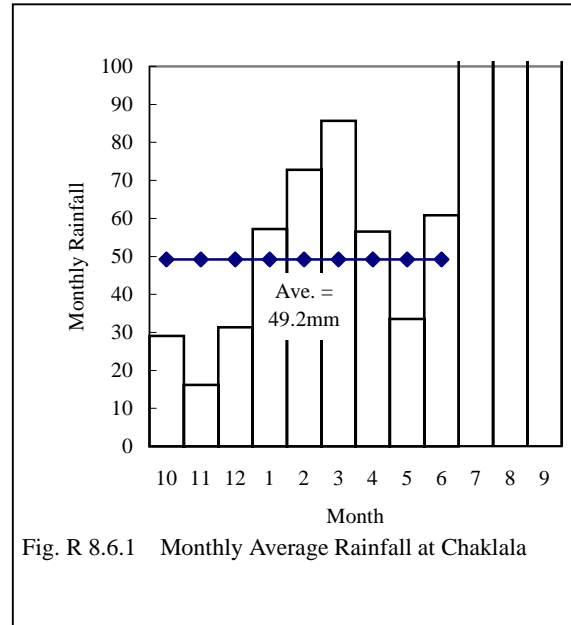 100
90
80
70
60
50
40
30
20
10
0
Monthly Rainfall
Ave. =
49.2mm
10 11 12 1 2 3 4 5 6 7 8 9
Month
Fig. R 8.6.1 Monthly Average Rainfall at Chaklala